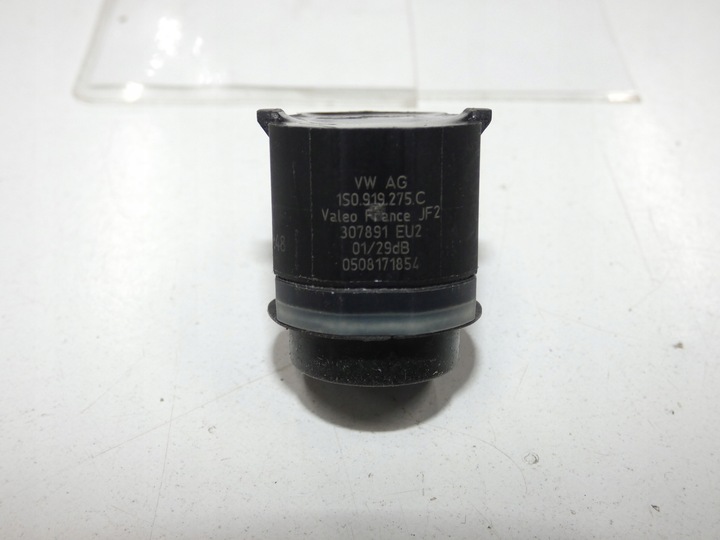 VW AG
1S0.919.275.C
Valeo France JF2
307891 EU2
01/29dB
0508171854